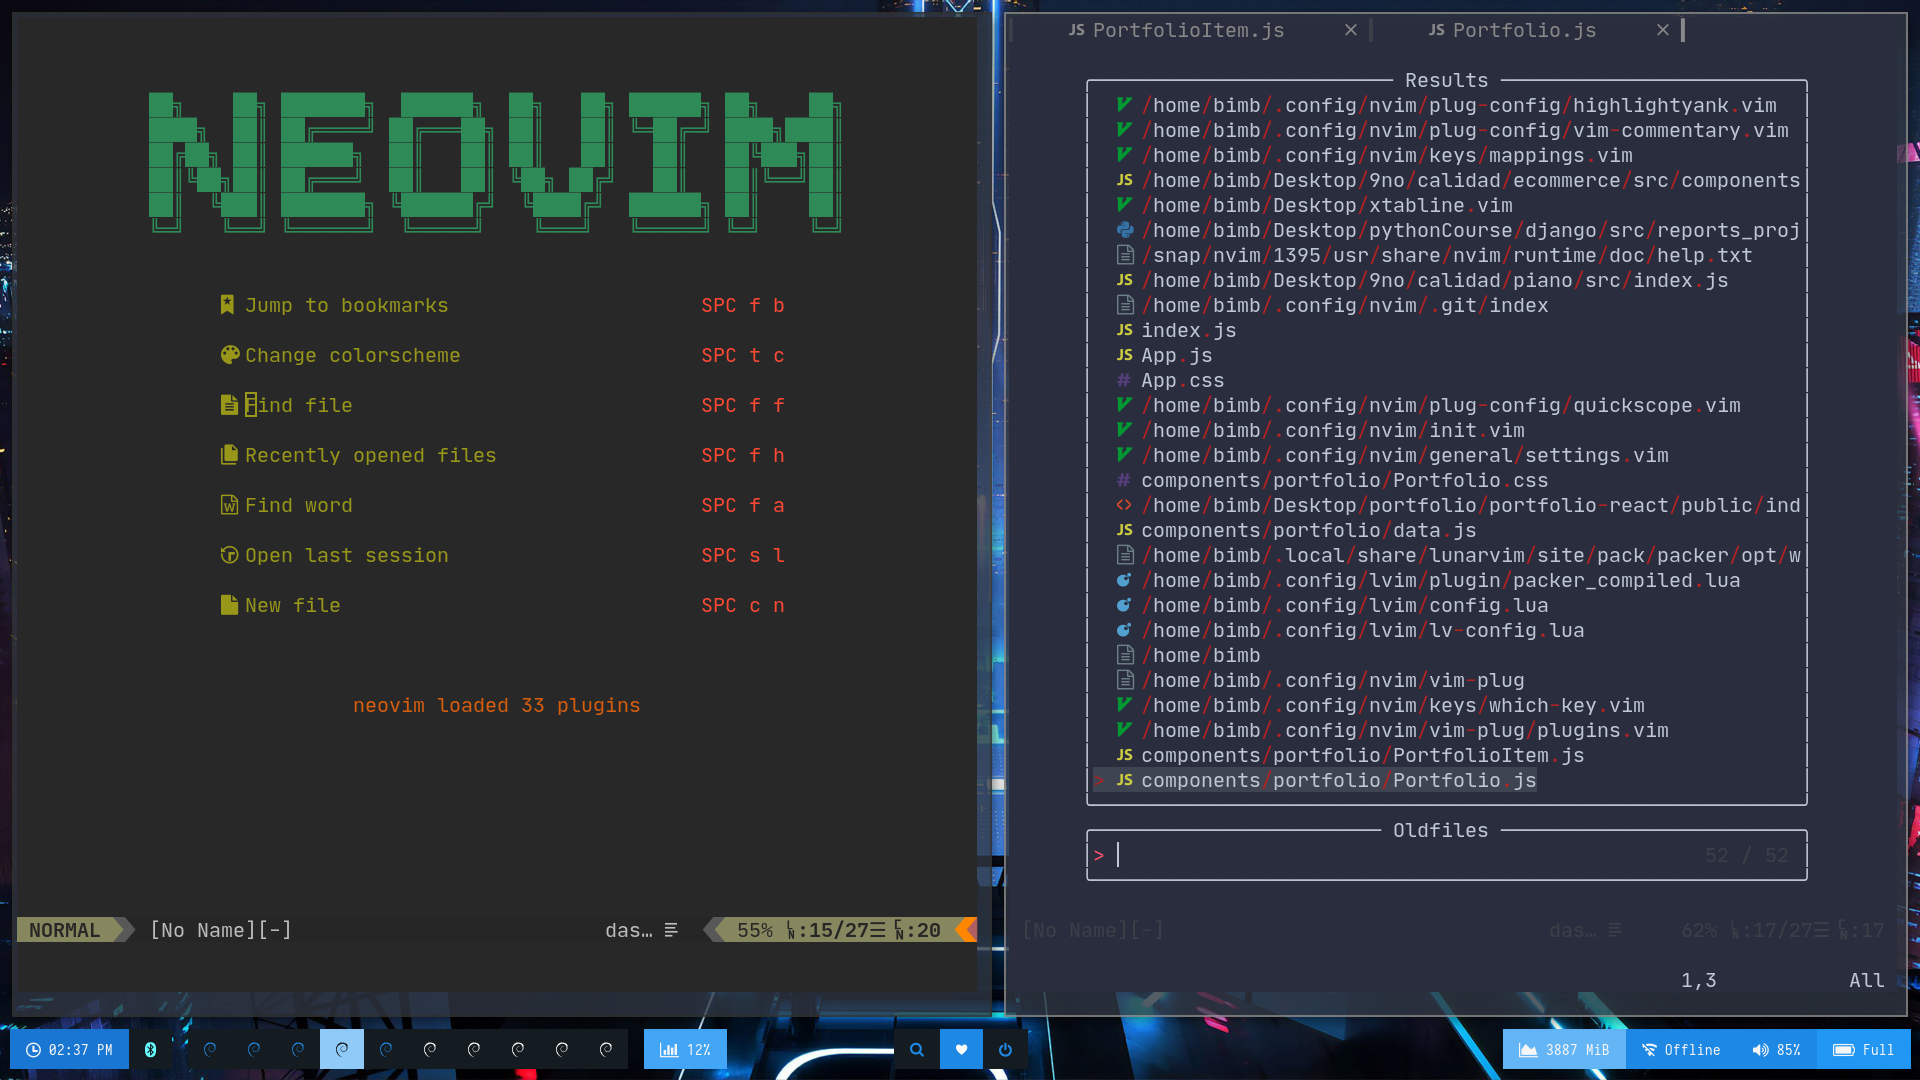 NEOVIM
Jump to bookmarks SPC f b
Change colorscheme SPC t c
Find file SPC f f
Recently opened files SPC f h
Find word SPC f a
Open last session SPC s l
New file SPC c n
neovim loaded 33 plugins
NORMAL [No Name][-] das… 55% LN:15/27☰ CN:20
JS PortfolioItem.js × JS Portfolio.js ×
Results
/home/bimb/.config/nvim/plug-config/highlightyank.vim
/home/bimb/.config/nvim/plug-config/vim-commentary.vim
/home/bimb/.config/nvim/keys/mappings.vim
JS /home/bimb/Desktop/9no/calidad/ecommerce/src/components
/home/bimb/Desktop/xtabline.vim
/home/bimb/Desktop/pythonCourse/django/src/reports_proj
/snap/nvim/1395/usr/share/nvim/runtime/doc/help.txt
JS /home/bimb/Desktop/9no/calidad/piano/src/index.js
/home/bimb/.config/nvim/.git/index
JS index.js
JS App.js
# App.css
/home/bimb/.config/nvim/plug-config/quickscope.vim
/home/bimb/.config/nvim/init.vim
/home/bimb/.config/nvim/general/settings.vim
# components/portfolio/Portfolio.css
<> /home/bimb/Desktop/portfolio/portfolio-react/public/ind
JS components/portfolio/data.js
/home/bimb/.local/share/lunarvim/site/pack/packer/opt/w
/home/bimb/.config/lvim/plugin/packer_compiled.lua
/home/bimb/.config/lvim/config.lua
/home/bimb/.config/lvim/lv-config.lua
/home/bimb
/home/bimb/.config/nvim/vim-plug
/home/bimb/.config/nvim/keys/which-key.vim
/home/bimb/.config/nvim/vim-plug/plugins.vim
JS components/portfolio/PortfolioItem.js
> JS components/portfolio/Portfolio.js
Oldfiles
> 52 / 52
[No Name][-] das… 62% LN:17/27☰ CN:17
1,3 All
02:37 PM 12% 3887 MiB Offline 85% Full